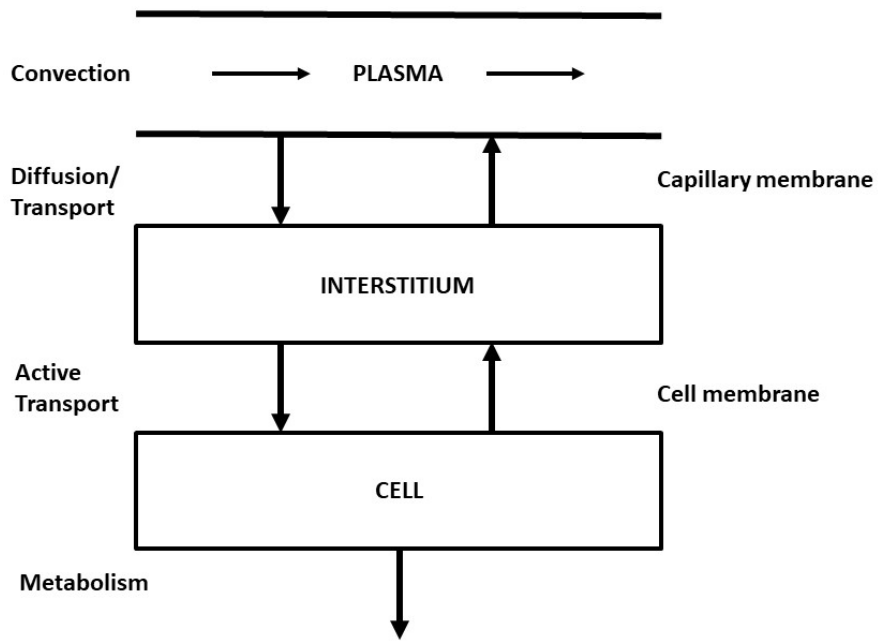 Convection
PLASMA
Diffusion/
Transport
Capillary membrane
INTERSTITIUM
Active
Transport
Cell membrane
CELL
Metabolism